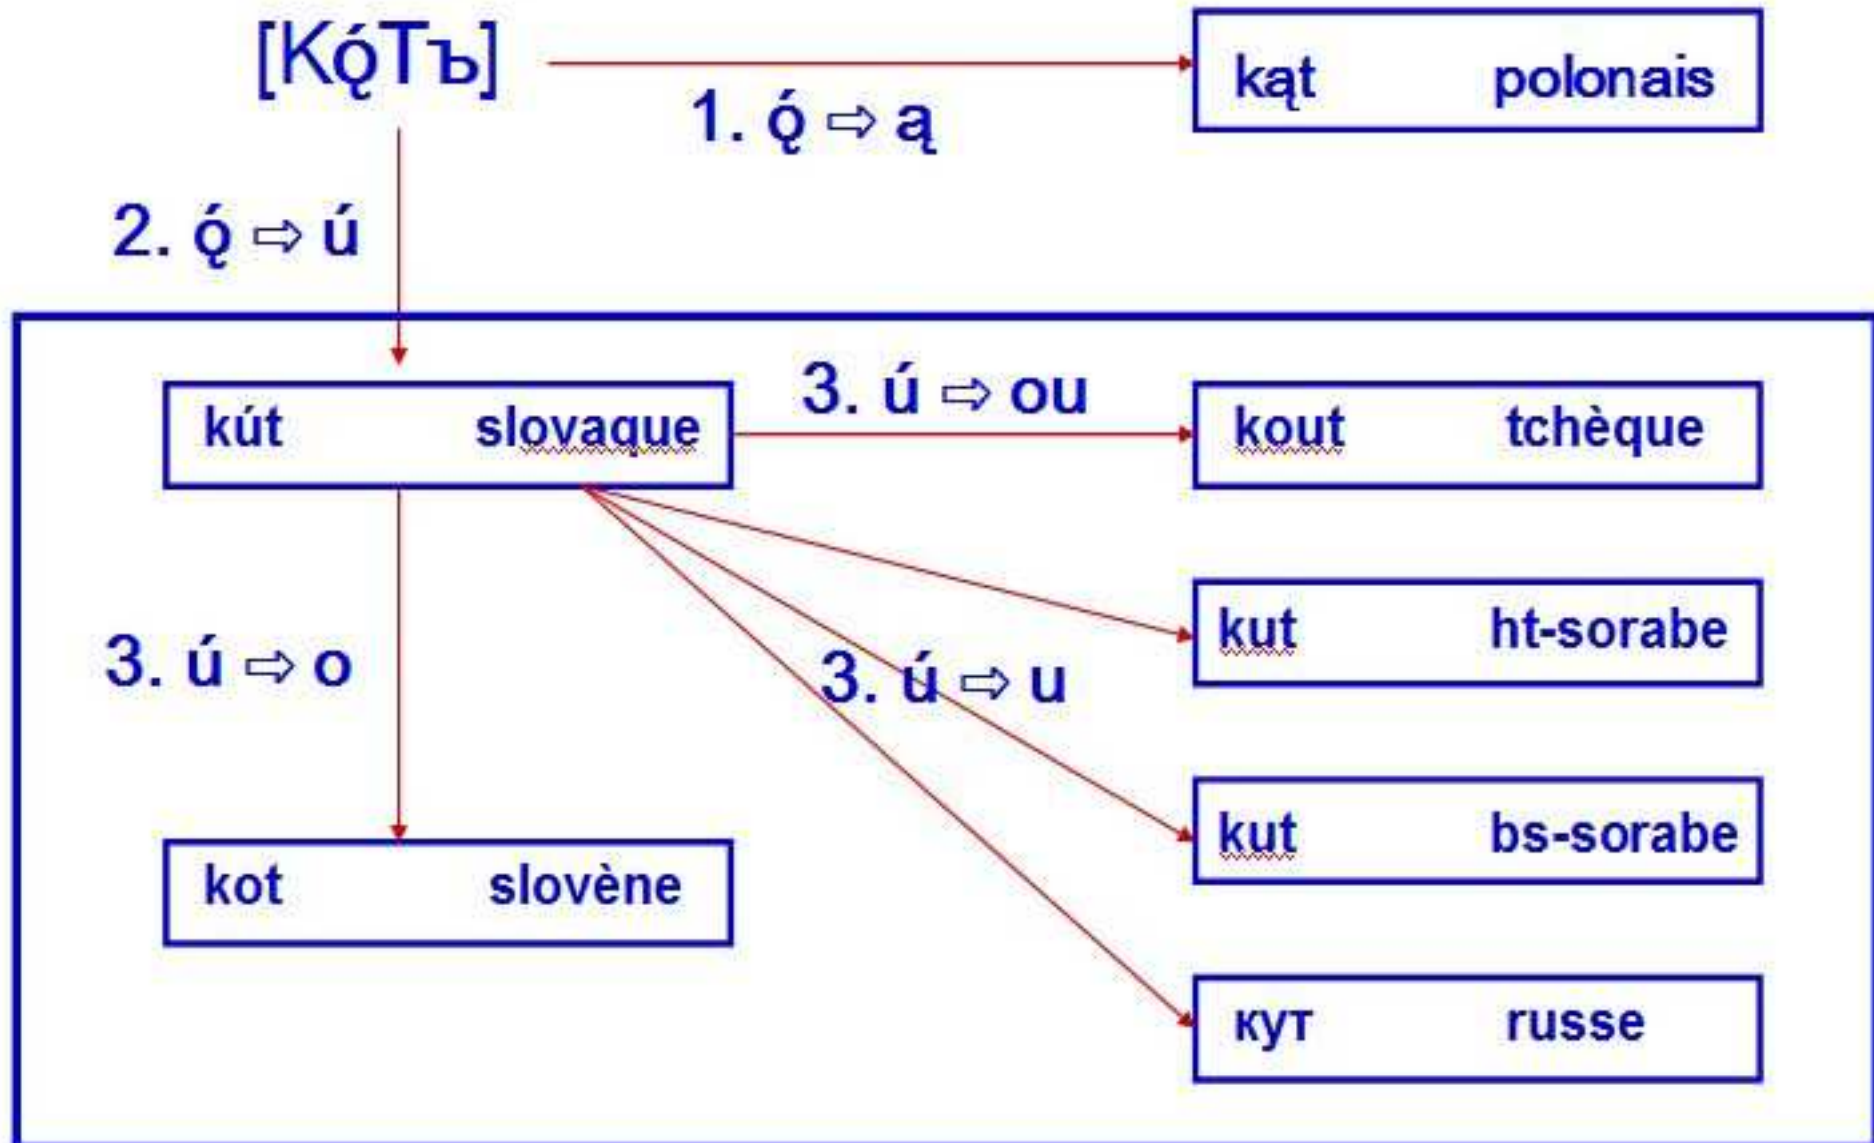 [Kǫ́Tъ]
1. ǫ́ ⇨ ą
kąt polonais
2. ǫ́ ⇨ ú
kút slovaque
3. ú ⇨ ou
kout tchèque
kut ht-sorabe
3. ú ⇨ o
3. ú ⇨ u
kut bs-sorabe
kot slovène
кут russe